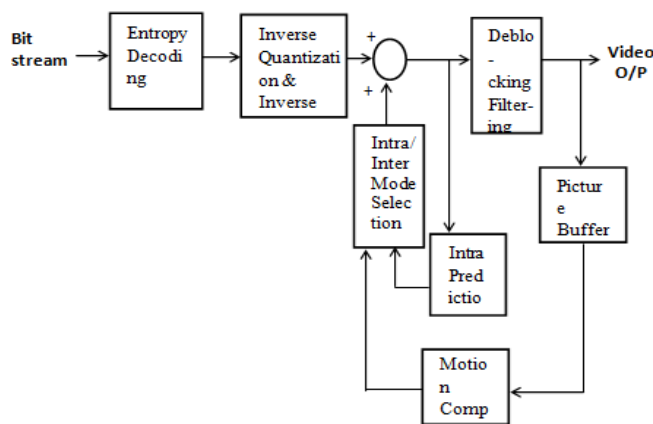 Bit
stream
Entropy
Decodi
ng
Inverse
Quantizati
on &
Inverse
+
+
Deblo
-
cking
Filter-
ing
Video
O/P
Intra/
Inter
Mode
Selec
tion
Intra
Pred
ictio
Pictur
e
Buffer
Motio
n
Comp